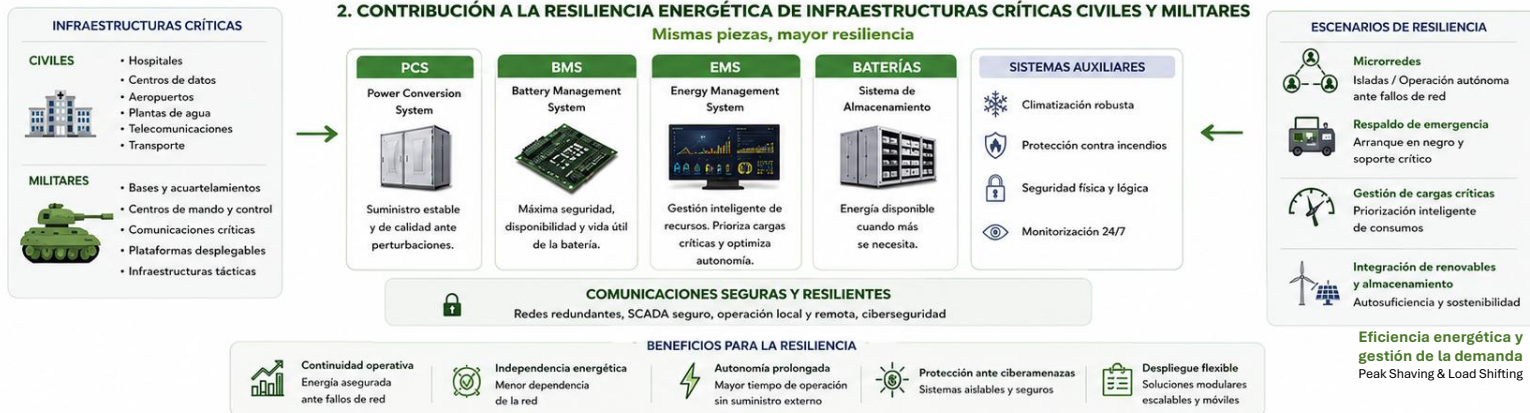 2. CONTRIBUCIÓN A LA RESILIENCIA ENERGÉTICA DE INFRAESTRUCTURAS CRÍTICAS CIVILES Y MILITARES
Mismas piezas, mayor resiliencia
INFRAESTRUCTURAS CRÍTICAS
CIVILES
• Hospitales
• Centros de datos
• Aeropuertos
• Plantas de agua
• Telecomunicaciones
• Transporte
MILITARES
• Bases y acuartelamientos
• Centros de mando y control
• Comunicaciones críticas
• Plataformas desplegables
• Infraestructuras tácticas
PCS
Power Conversion
System
Suministro estable
y de calidad ante
perturbaciones.
BMS
Battery Management
System
Máxima seguridad,
disponibilidad y vida útil
de la batería.
EMS
Energy Management
System
Gestión inteligente de
recursos. Prioriza cargas
críticas y optimiza
autonomía.
BATERÍAS
Sistema de
Almacenamiento
Energía disponible
cuando más
se necesita.
SISTEMAS AUXILIARES
Climatización robusta
Protección contra incendios
Seguridad física y lógica
Monitorización 24/7
ESCENARIOS DE RESILIENCIA
Microrredes
Isladas / Operación autónoma
ante fallos de red
Respaldo de emergencia
Arranque en negro y
soporte crítico
Gestión de cargas críticas
Priorización inteligente
de consumos
Integración de renovables
y almacenamiento
Autosuficiencia y sostenibilidad
Eficiencia energética y
gestión de la demanda
Peak Shaving & Load Shifting
COMUNICACIONES SEGURAS Y RESILIENTES
Redes redundantes, SCADA seguro, operación local y remota, ciberseguridad
BENEFICIOS PARA LA RESILIENCIA
Continuidad operativa
Energía asegurada
ante fallos de red
Independencia energética
Menor dependencia
de la red
Autonomía prolongada
Mayor tiempo de operación
sin suministro externo
Protección ante ciberamenazas
Sistemas aislables y seguros
Despliegue flexible
Soluciones modulares
escalables y móviles